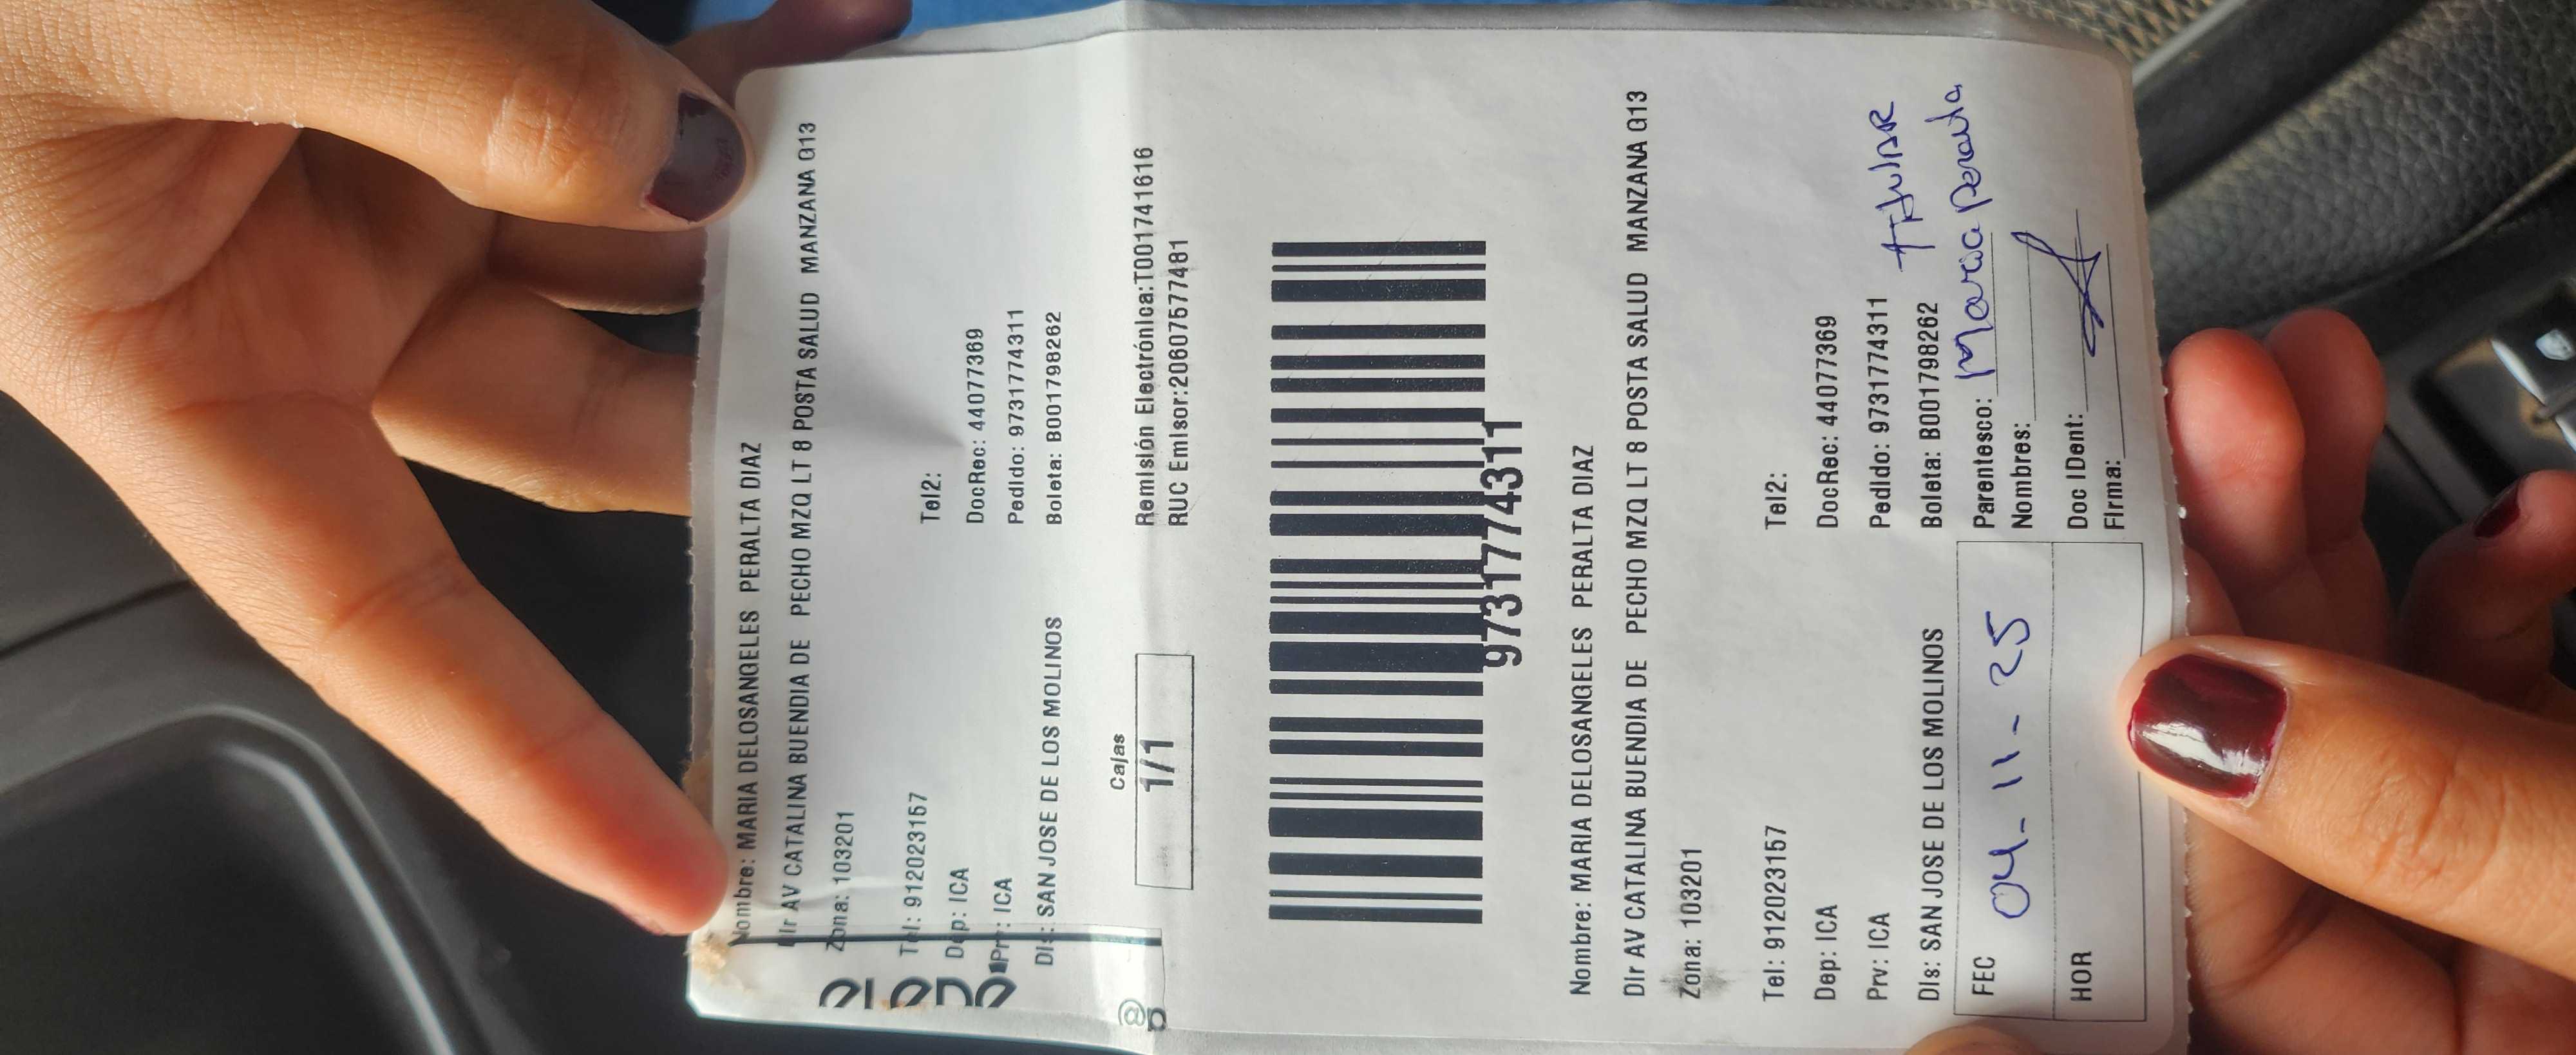 Nombre: MARIA DELOSANGELES PERALTA DIAZ
Dir AV CATALINA BUENDIA DE PECHO MZQ LT 8 POSTA SALUD MANZANA G13
Zona: 103201
Tel: 912023157 Tel2:
Dep: ICA DocRec: 44077369
Prv: ICA Pedido: 97317774311
Dis: SAN JOSE DE LOS MOLINOS Boleta: B001798262
Cajas
1/1
Remisión Electrónica:T001741616
RUC Emisor:20607577481
97317774311
Nombre: MARIA DELOSANGELES PERALTA DIAZ
Dir AV CATALINA BUENDIA DE PECHO MZQ LT 8 POSTA SALUD MANZANA G13
Zona: 103201
Tel: 912023157 Tel2:
Dep: ICA DocRec: 44077369
Prv: ICA Pedido: 97317774311
Dis: SAN JOSE DE LOS MOLINOS Boleta: B001798262 titular
FEC 04-11-25 Parentesco: Maria Peralta
Nombres:
HOR Doc IDent:
Firma: